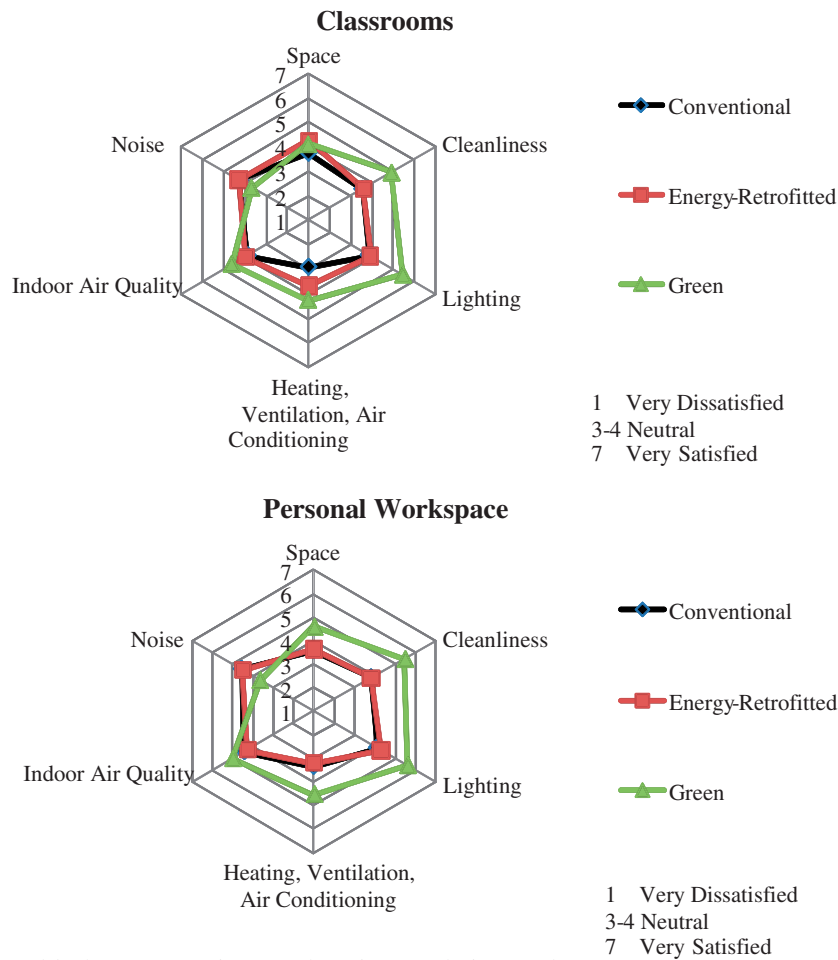 Classrooms
Space
7
6
5
4
3
2
1
Noise
Cleanliness
Indoor Air Quality
Lighting
Heating,
Ventilation, Air
Conditioning
Conventional
Energy-Retrofitted
Green
1 Very Dissatisfied
3-4 Neutral
7 Very Satisfied
Personal Workspace
Space
7
6
5
4
3
2
1
Noise
Cleanliness
Indoor Air Quality
Lighting
Heating, Ventilation,
Air Conditioning
Conventional
Energy-Retrofitted
Green
1 Very Dissatisfied
3-4 Neutral
7 Very Satisfied